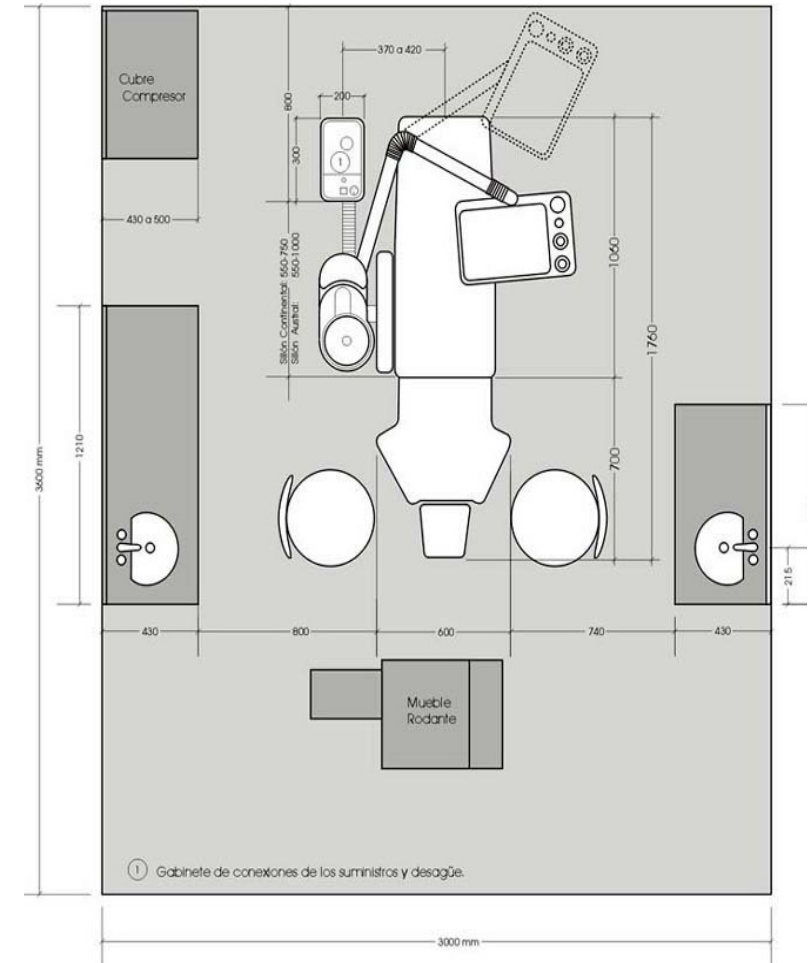 370 a 420
Cubre
Compresor
800
200
300
1
430 a 500
Sillón Continental: 550-750
Sillón Austral: 550-1000
1060
1760
1210
700
3600 mm
215
430
800
600
740
430
Mueble
Rodante
1 Gabinete de conexiones de los suministros y desagüe.
3000 mm